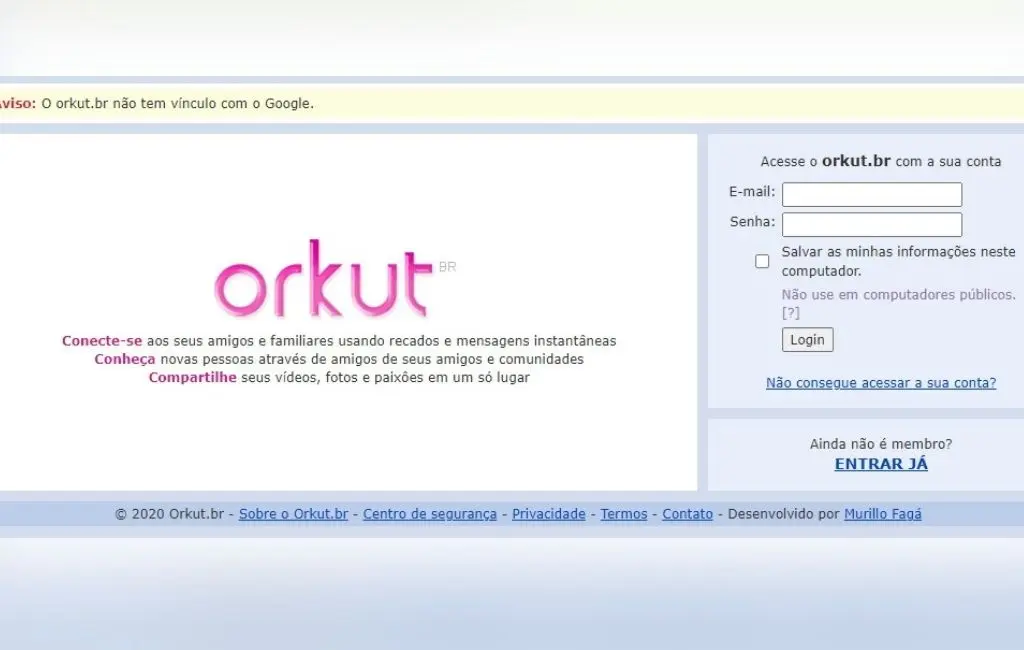 Aviso: O orkut.br não tem vínculo com o Google.
orkut BR
Conecte-se aos seus amigos e familiares usando recados e mensagens instantâneas
Conheça novas pessoas através de amigos de seus amigos e comunidades
Compartilhe seus vídeos, fotos e paixões em um só lugar
Acesse o orkut.br com a sua conta
E-mail:
Senha:
Salvar as minhas informações neste
computador.
Não use em computadores públicos.
[?]
Login
Não consegue acessar a sua conta?
Ainda não é membro?
ENTRAR JÁ
© 2020 Orkut.br - Sobre o Orkut.br - Centro de segurança - Privacidade - Termos - Contato - Desenvolvido por Murillo Fagá